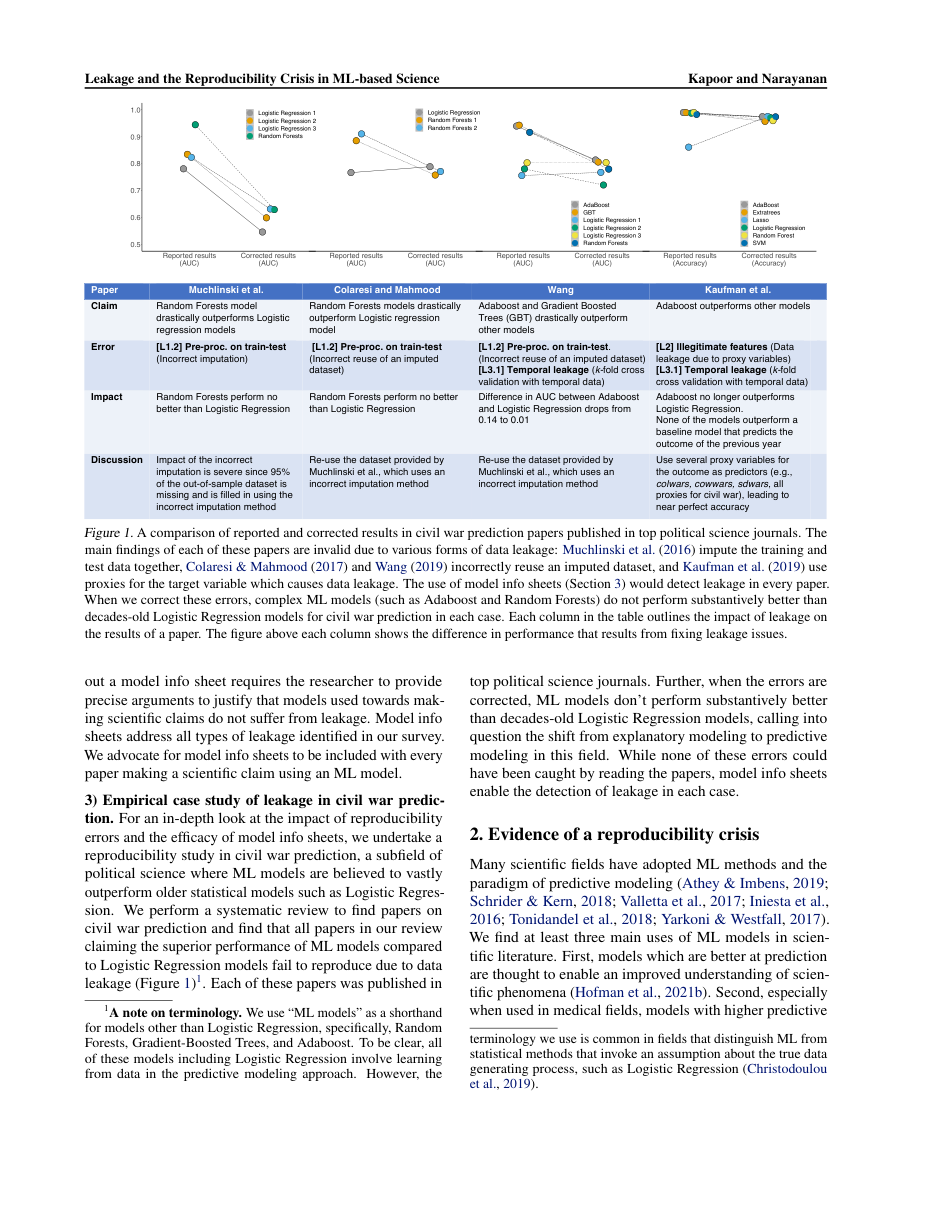 Leakage and the Reproducibility Crisis in ML-based Science Kapoor and Narayanan
1.0
0.9
0.8
0.7
0.6
0.5
Logistic Regression 1
Logistic Regression 2
Logistic Regression 3
Random Forests
Reported results
(AUC)
Corrected results
(AUC)
Logistic Regression
Random Forests 1
Random Forests 2
Reported results
(AUC)
Corrected results
(AUC)
AdaBoost
GBT
Logistic Regression 1
Logistic Regression 2
Logistic Regression 3
Random Forests
Reported results
(AUC)
Corrected results
(AUC)
AdaBoost
Extratrees
Lasso
Logistic Regression
Random Forest
SVM
Reported results
(Accuracy)
Corrected results
(Accuracy)
Paper Muchlinski et al. Colaresi and Mahmood Wang Kaufman et al.
Claim
Random Forests model
drastically outperforms Logistic
regression models
Random Forests models drastically
outperform Logistic regression
model
Adaboost and Gradient Boosted
Trees (GBT) drastically outperform
other models
Adaboost outperforms other models
Error
[L1.2] Pre-proc. on train-test
(Incorrect imputation)
[L1.2] Pre-proc. on train-test
(Incorrect reuse of an imputed
dataset)
[L1.2] Pre-proc. on train-test.
(Incorrect reuse of an imputed dataset)
[L3.1] Temporal leakage (k-fold cross
validation with temporal data)
[L2] Illegitimate features (Data
leakage due to proxy variables)
[L3.1] Temporal leakage (k-fold
cross validation with temporal data)
Impact
Random Forests perform no
better than Logistic Regression
Random Forests perform no better
than Logistic Regression
Difference in AUC between Adaboost
and Logistic Regression drops from
0.14 to 0.01
Adaboost no longer outperforms
Logistic Regression.
None of the models outperform a
baseline model that predicts the
outcome of the previous year
Discussion
Impact of the incorrect
imputation is severe since 95%
of the out-of-sample dataset is
missing and is filled in using the
incorrect imputation method
Re-use the dataset provided by
Muchlinski et al., which uses an
incorrect imputation method
Re-use the dataset provided by
Muchlinski et al., which uses an
incorrect imputation method
Use several proxy variables for
the outcome as predictors (e.g.,
colwars, cowwars, sdwars, all
proxies for civil war), leading to
near perfect accuracy
Figure 1. A comparison of reported and corrected results in civil war prediction papers published in top political science journals. The
main findings of each of these papers are invalid due to various forms of data leakage: Muchlinski et al. (2016) impute the training and
test data together, Colaresi & Mahmood (2017) and Wang (2019) incorrectly reuse an imputed dataset, and Kaufman et al. (2019) use
proxies for the target variable which causes data leakage. The use of model info sheets (Section 3) would detect leakage in every paper.
When we correct these errors, complex ML models (such as Adaboost and Random Forests) do not perform substantively better than
decades-old Logistic Regression models for civil war prediction in each case. Each column in the table outlines the impact of leakage on
the results of a paper. The figure above each column shows the difference in performance that results from fixing leakage issues.
out a model info sheet requires the researcher to provide
precise arguments to justify that models used towards mak-
ing scientific claims do not suffer from leakage. Model info
sheets address all types of leakage identified in our survey.
We advocate for model info sheets to be included with every
paper making a scientific claim using an ML model.
3) Empirical case study of leakage in civil war predic-
tion. For an in-depth look at the impact of reproducibility
errors and the efficacy of model info sheets, we undertake a
reproducibility study in civil war prediction, a subfield of
political science where ML models are believed to vastly
outperform older statistical models such as Logistic Regres-
sion. We perform a systematic review to find papers on
civil war prediction and find that all papers in our review
claiming the superior performance of ML models compared
to Logistic Regression models fail to reproduce due to data
leakage (Figure 1)1. Each of these papers was published in
1A note on terminology. We use “ML models” as a shorthand
for models other than Logistic Regression, specifically, Random
Forests, Gradient-Boosted Trees, and Adaboost. To be clear, all
of these models including Logistic Regression involve learning
from data in the predictive modeling approach. However, the
top political science journals. Further, when the errors are
corrected, ML models don’t perform substantively better
than decades-old Logistic Regression models, calling into
question the shift from explanatory modeling to predictive
modeling in this field. While none of these errors could
have been caught by reading the papers, model info sheets
enable the detection of leakage in each case.
2. Evidence of a reproducibility crisis
Many scientific fields have adopted ML methods and the
paradigm of predictive modeling (Athey & Imbens, 2019;
Schrider & Kern, 2018; Valletta et al., 2017; Iniesta et al.,
2016; Tonidandel et al., 2018; Yarkoni & Westfall, 2017).
We find at least three main uses of ML models in scien-
tific literature. First, models which are better at prediction
are thought to enable an improved understanding of scien-
tific phenomena (Hofman et al., 2021b). Second, especially
when used in medical fields, models with higher predictive
terminology we use is common in fields that distinguish ML from
statistical methods that invoke an assumption about the true data
generating process, such as Logistic Regression (Christodoulou
et al., 2019).